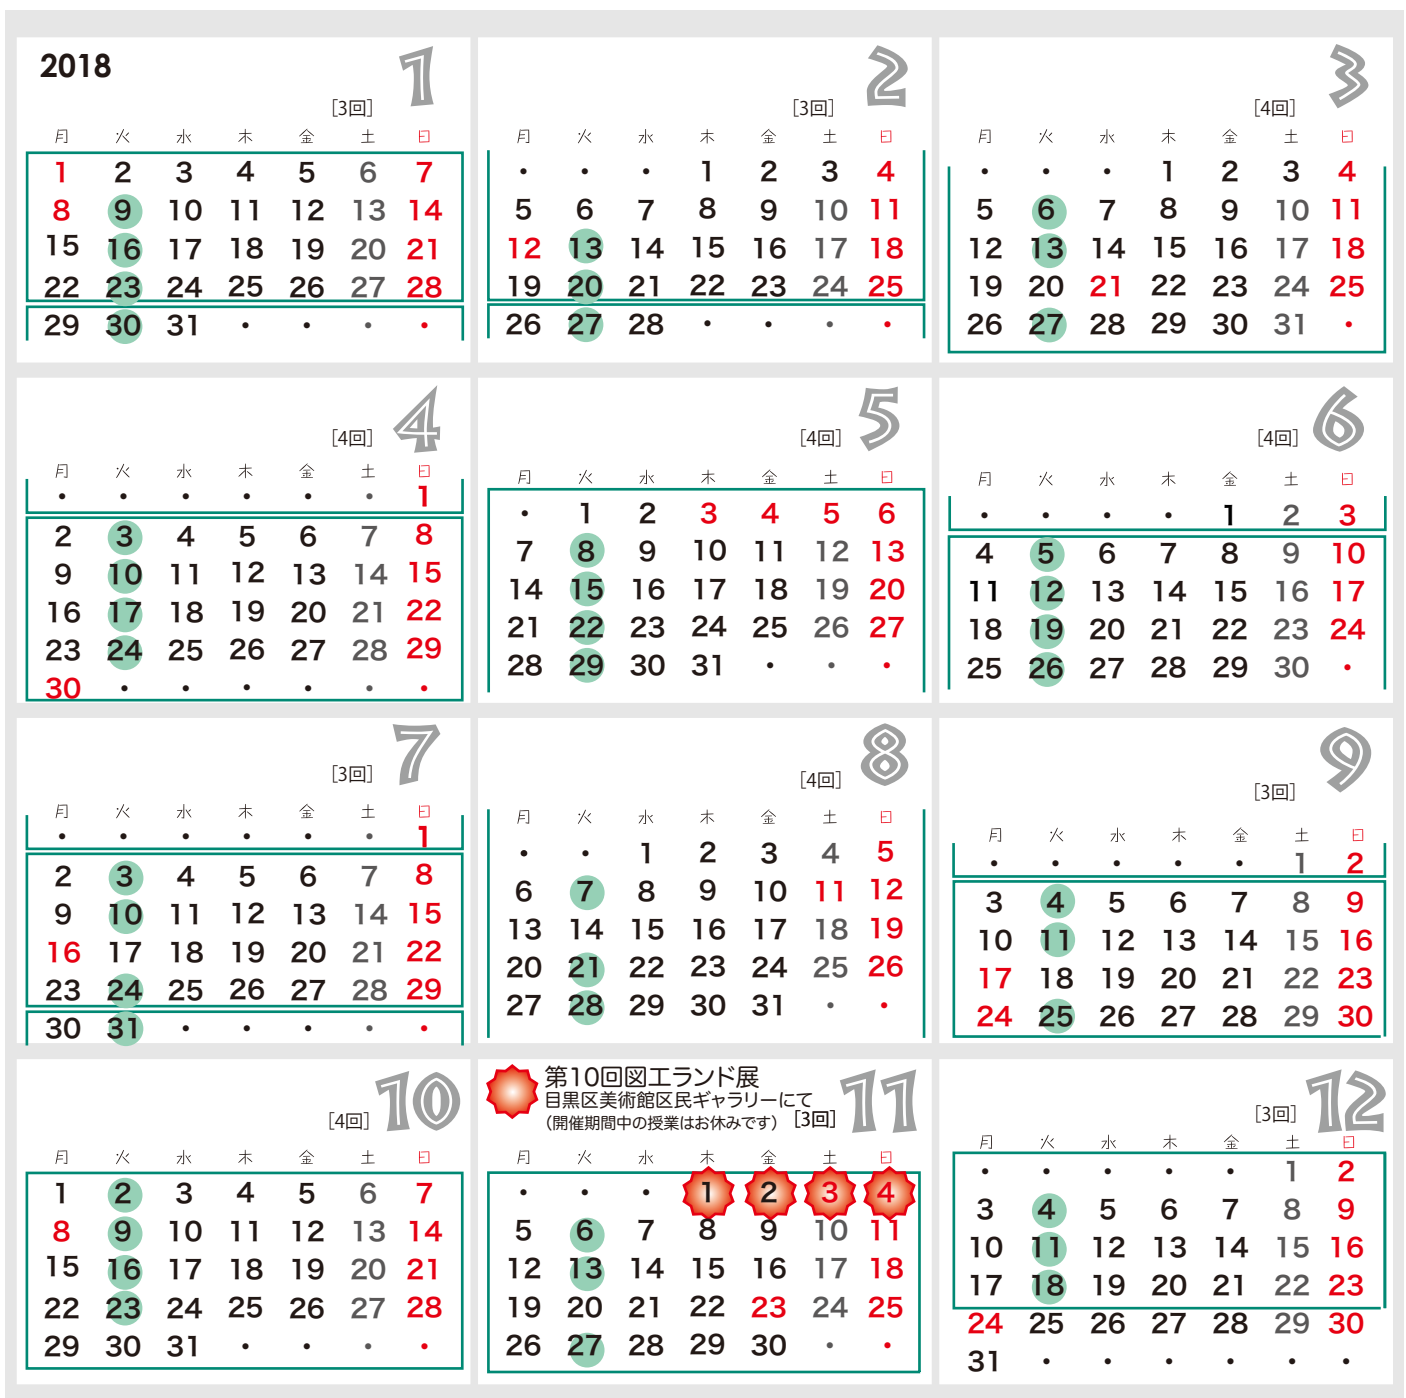 2018
1
[3回]
月 火 水 木 金 土 日
1 2 3 4 5 6 7
8 9 10 11 12 13 14
15 16 17 18 19 20 21
22 23 24 25 26 27 28
29 30 31 • • • •
2
[3回]
月 火 水 木 金 土 日
• • • 1 2 3 4
5 6 7 8 9 10 11
12 13 14 15 16 17 18
19 20 21 22 23 24 25
26 27 28 • • • •
3
[4回]
月 火 水 木 金 土 日
• • • 1 2 3 4
5 6 7 8 9 10 11
12 13 14 15 16 17 18
19 20 21 22 23 24 25
26 27 28 29 30 31 •
4
[4回]
月 火 水 木 金 土 日
• • • • • • 1
2 3 4 5 6 7 8
9 10 11 12 13 14 15
16 17 18 19 20 21 22
23 24 25 26 27 28 29
30 • • • • • •
5
[4回]
月 火 水 木 金 土 日
• 1 2 3 4 5 6
7 8 9 10 11 12 13
14 15 16 17 18 19 20
21 22 23 24 25 26 27
28 29 30 31 • • •
6
[4回]
月 火 水 木 金 土 日
• • • • 1 2 3
4 5 6 7 8 9 10
11 12 13 14 15 16 17
18 19 20 21 22 23 24
25 26 27 28 29 30 •
7
[3回]
月 火 水 木 金 土 日
• • • • • • 1
2 3 4 5 6 7 8
9 10 11 12 13 14 15
16 17 18 19 20 21 22
23 24 25 26 27 28 29
30 31 • • • • •
8
[4回]
月 火 水 木 金 土 日
• • 1 2 3 4 5
6 7 8 9 10 11 12
13 14 15 16 17 18 19
20 21 22 23 24 25 26
27 28 29 30 31 • •
9
[3回]
月 火 水 木 金 土 日
• • • • • 1 2
3 4 5 6 7 8 9
10 11 12 13 14 15 16
17 18 19 20 21 22 23
24 25 26 27 28 29 30
10
[4回]
月 火 水 木 金 土 日
1 2 3 4 5 6 7
8 9 10 11 12 13 14
15 16 17 18 19 20 21
22 23 24 25 26 27 28
29 30 31 • • • •
第10回図工ランド展
目黒区美術館区民ギャラリーにて
(開催期間中の授業はお休みです) [3回]
11
月 火 水 木 金 土 日
• • • 1 2 3 4
5 6 7 8 9 10 11
12 13 14 15 16 17 18
19 20 21 22 23 24 25
26 27 28 29 30 • •
12
[3回]
月 火 水 木 金 土 日
• • • • • 1 2
3 4 5 6 7 8 9
10 11 12 13 14 15 16
17 18 19 20 21 22 23
24 25 26 27 28 29 30
31 • • • • • •